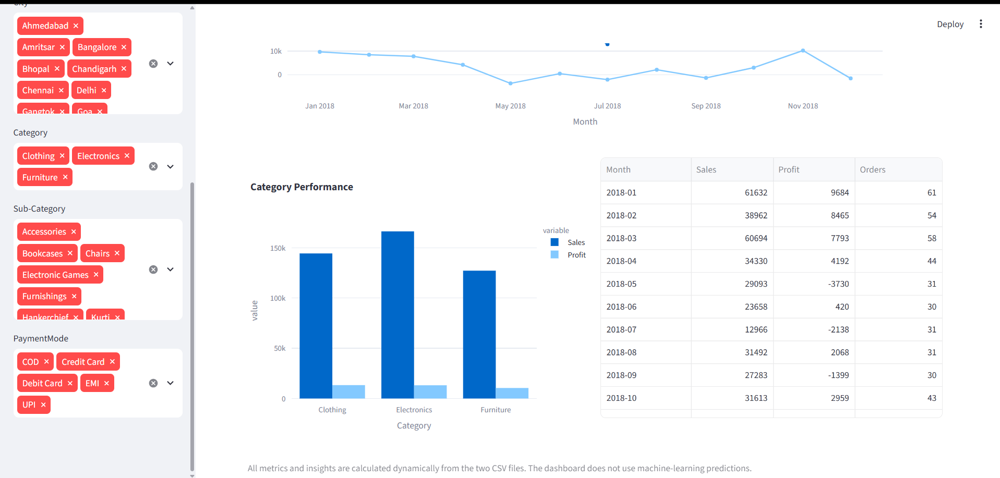 City
Ahmedabad ×
Amritsar × Bangalore ×
Bhopal × Chandigarh ×
Chennai × Delhi ×
Gangtok × Goa ×
Category
Clothing × Electronics ×
Furniture ×
Sub-Category
Accessories ×
Bookcases × Chairs ×
Electronic Games ×
Furnishings ×
Hankerchief × Kurti ×
PaymentMode
COD × Credit Card ×
Debit Card × EMI ×
UPI ×
Deploy
10k
0
Jan 2018 Mar 2018 May 2018 Jul 2018 Sep 2018 Nov 2018
Month
Category Performance
variable
Sales
Profit
value
150k
100k
50k
0
Clothing Electronics Furniture
Category
Month Sales Profit Orders
2018-01 61632 9684 61
2018-02 38962 8465 54
2018-03 60694 7793 58
2018-04 34330 4192 44
2018-05 29093 -3730 31
2018-06 23658 420 30
2018-07 12966 -2138 31
2018-08 31492 2068 31
2018-09 27283 -1399 30
2018-10 31613 2959 43
All metrics and insights are calculated dynamically from the two CSV files. The dashboard does not use machine-learning predictions.